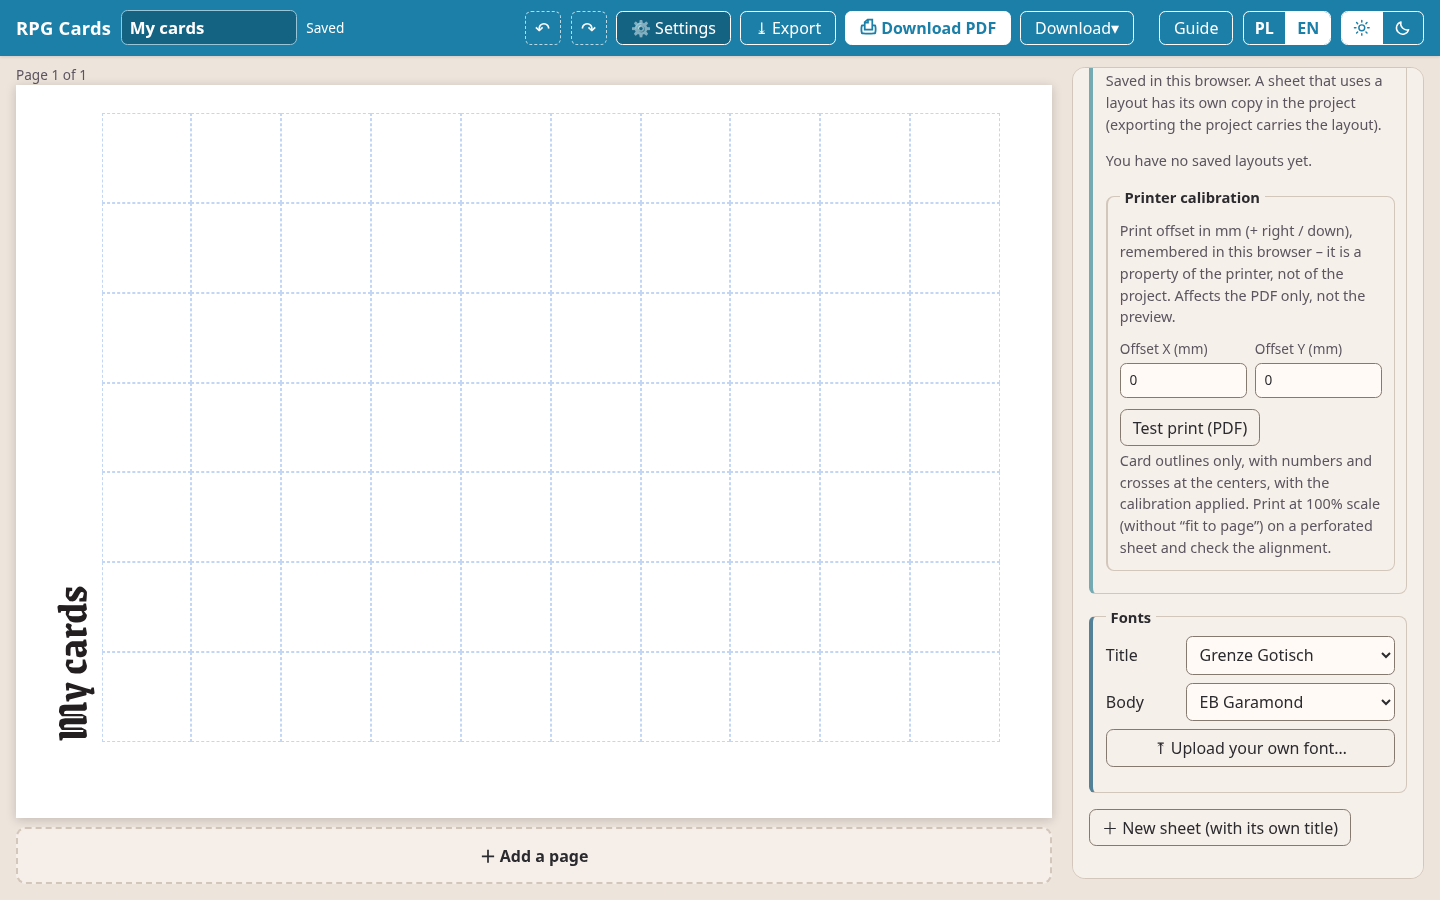 RPG Cards
My cards
Saved
↶
↷
⚙️ Settings
⤓ Export
Download PDF
Download▾
Guide
PL
EN
Page 1 of 1
My cards
+ Add a page
Saved in this browser. A sheet that uses a
layout has its own copy in the project
(exporting the project carries the layout).
You have no saved layouts yet.
Printer calibration
Print offset in mm (+ right / down),
remembered in this browser – it is a
property of the printer, not of the
project. Affects the PDF only, not the
preview.
Offset X (mm)
Offset Y (mm)
0
0
Test print (PDF)
Card outlines only, with numbers and
crosses at the centers, with the
calibration applied. Print at 100% scale
(without “fit to page”) on a perforated
sheet and check the alignment.
Fonts
Title
Grenze Gotisch
Body
EB Garamond
⤒ Upload your own font...
+ New sheet (with its own title)